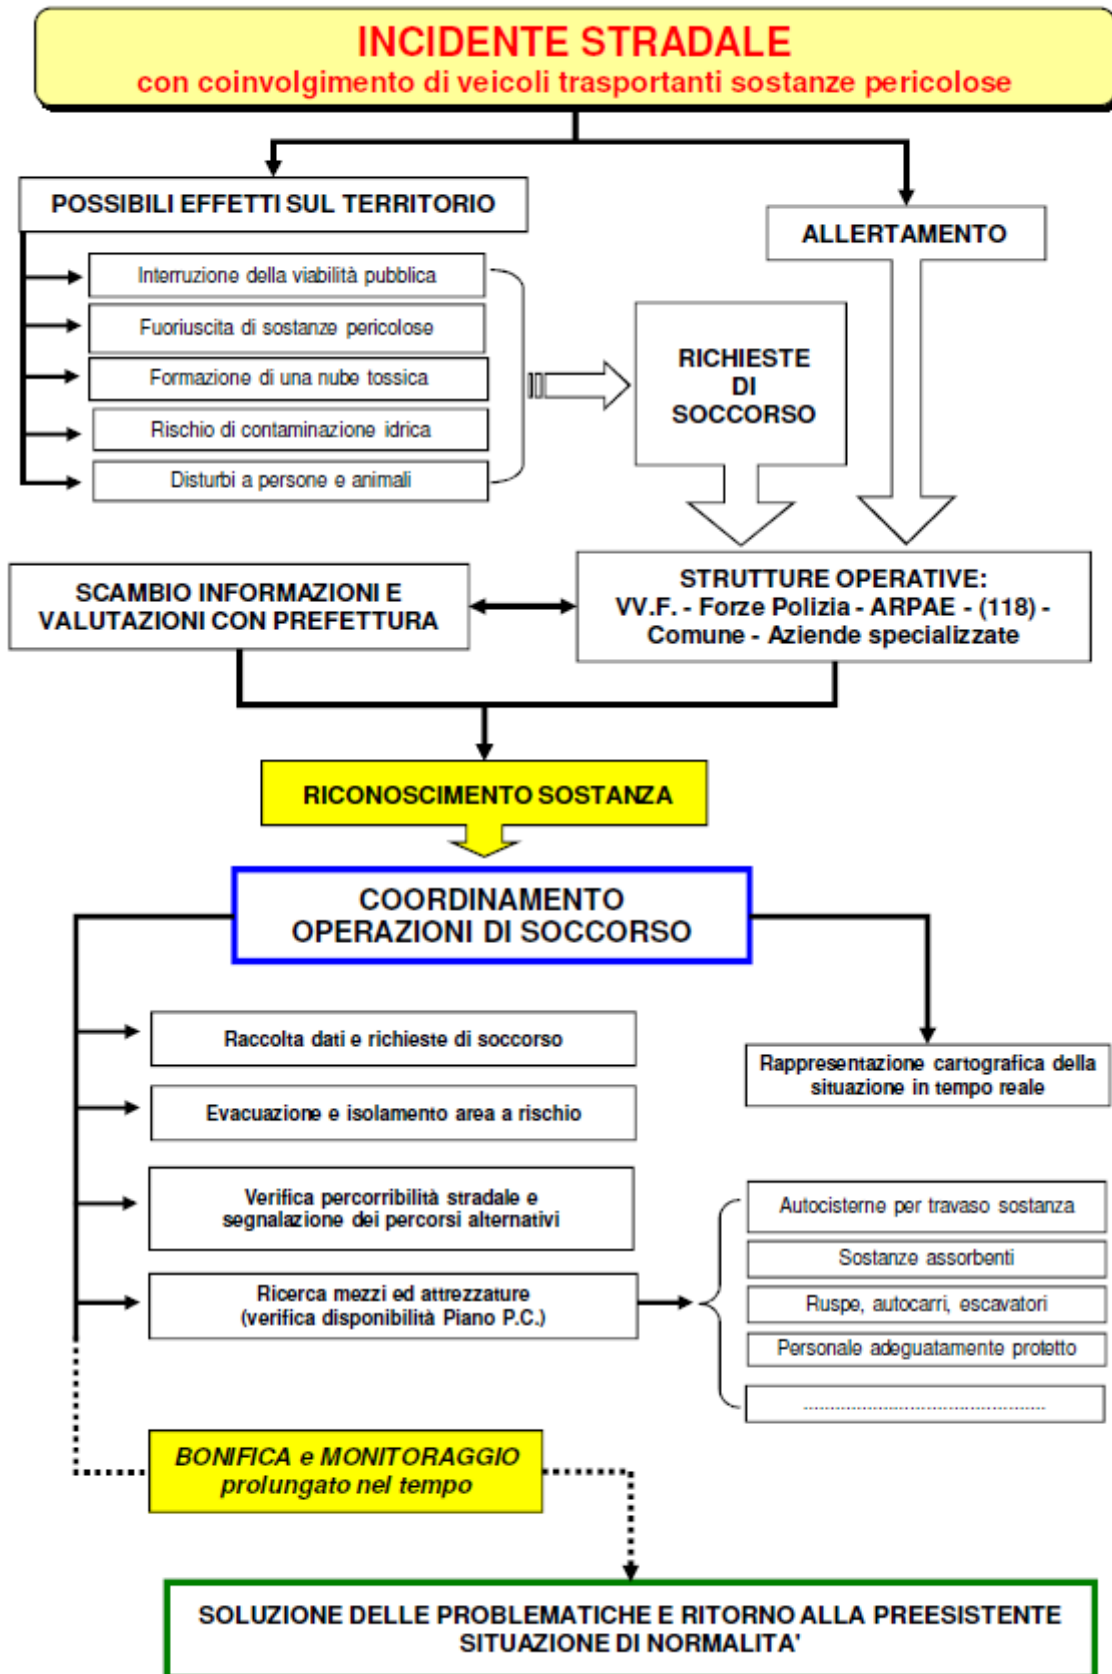 INCIDENTE STRADALE
con coinvolgimento di veicoli trasportanti sostanze pericolose
POSSIBILI EFFETTI SUL TERRITORIO
ALLERTAMENTO
Interruzione della viabilità pubblica
Fuoriuscita di sostanze pericolose
Formazione di una nube tossica
Rischio di contaminazione idrica
Disturbi a persone e animali
RICHIESTE
DI
SOCCORSO
SCAMBIO INFORMAZIONI E
VALUTAZIONI CON PREFETTURA
STRUTTURE OPERATIVE:
VV.F. - Forze Polizia - ARPAE - (118) -
Comune - Aziende specializzate
RICONOSCIMENTO SOSTANZA
COORDINAMENTO
OPERAZIONI DI SOCCORSO
Raccolta dati e richieste di soccorso
Evacuazione e isolamento area a rischio
Verifica percorribilità stradale e
segnalazione dei percorsi alternativi
Ricerca mezzi ed attrezzature
(verifica disponibilità Piano P.C.)
Rappresentazione cartografica della
situazione in tempo reale
Autocisterne per travaso sostanza
Sostanze assorbenti
Ruspe, autocarri, escavatori
Personale adeguatamente protetto
................................................
BONIFICA e MONITORAGGIO
prolungato nel tempo
SOLUZIONE DELLE PROBLEMATICHE E RITORNO ALLA PREESISTENTE
SITUAZIONE DI NORMALITA'